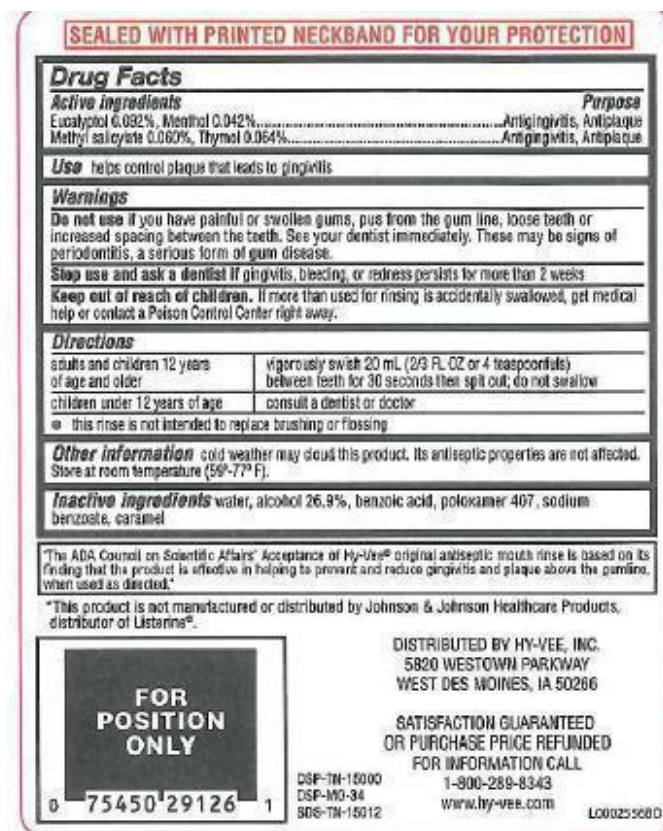 SEALED WITH PRINTED NECKBAND FOR YOUR PROTECTION
Drug Facts
Active ingredients Purpose
Eucalyptol 0.092%, Menthol 0.042%..........Antigingivitis, Antiplaque
Methyl salicylate 0.060%, Thymol 0.064%..........Antigingivitis, Antiplaque
Use helps control plaque that leads to gingivitis
Warnings
Do not use if you have painful or swollen gums, pus from the gum line, loose teeth or
increased spacing between the teeth. See your dentist immediately. These may be signs of
periodontitis, a serious form of gum disease.
Stop use and ask a dentist if gingivitis, bleeding, or redness persists for more than 2 weeks
Keep out of reach of children. If more than used for rinsing is accidentally swallowed, get medical
help or contact a Poison Control Center right away.
Directions
adults and children 12 years of age and older
vigorously swish 20 mL (2/3 FL OZ or 4 teaspoonfuls)
between teeth for 30 seconds then spit out; do not swallow
children under 12 years of age
consult a dentist or doctor
• this rinse is not intended to replace brushing or flossing
Other information cold weather may cloud this product. Its antiseptic properties are not affected.
Store at room temperature (59º-77º F).
Inactive ingredients water, alcohol 26.9%, benzoic acid, poloxamer 407, sodium
benzoate, caramel
"The ADA Council on Scientific Affairs' Acceptance of Hy-Vee® original antiseptic mouth rinse is based on its
finding that the product is effective in helping to prevent and reduce gingivitis and plaque above the gumline,
when used as directed."
*This product is not manufactured or distributed by Johnson & Johnson Healthcare Products,
distributor of Listerine®.
FOR
POSITION
ONLY
0 75450 29126 1
DSP-TN-15000
DSP-MO-34
SDS-TN-15012
DISTRIBUTED BY HY-VEE, INC.
5820 WESTOWN PARKWAY
WEST DES MOINES, IA 50266
SATISFACTION GUARANTEED
OR PURCHASE PRICE REFUNDED
FOR INFORMATION CALL
1-800-289-8343
www.hy-vee.com
L0002556BD